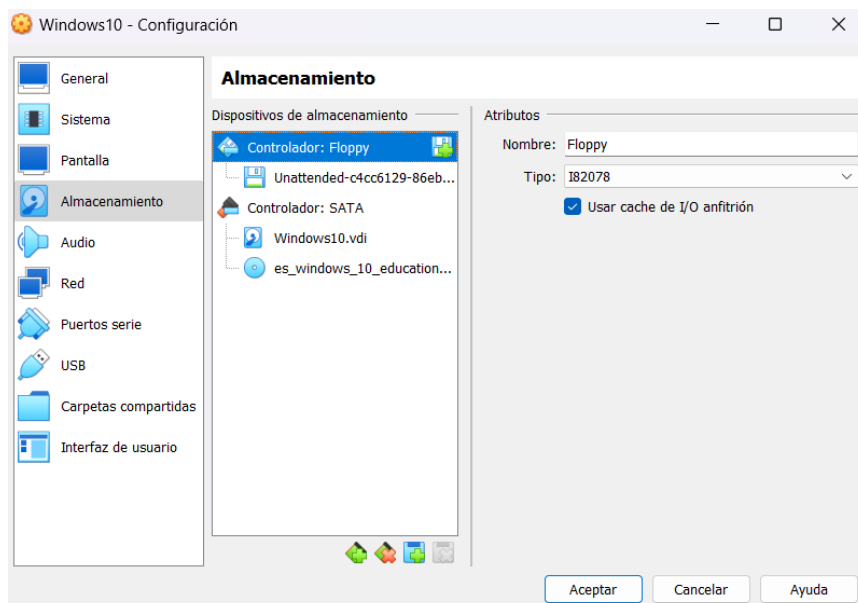 Windows10 - Configuración
General
Sistema
Pantalla
Almacenamiento
Audio
Red
Puertos serie
USB
Carpetas compartidas
Interfaz de usuario
Almacenamiento
Dispositivos de almacenamiento
Controlador: Floppy
Unattended-c4cc6129-86eb...
Controlador: SATA
Windows10.vdi
es_windows_10_education...
Atributos
Nombre: Floppy
Tipo: I82078
Usar cache de I/O anfitrión
Aceptar Cancelar Ayuda